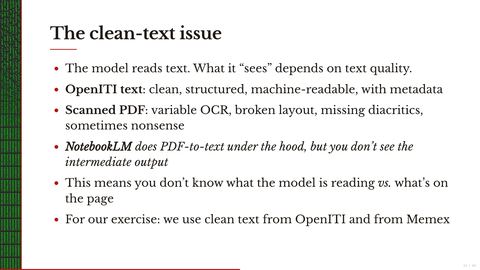 The clean-text issue
• The model reads text. What it “sees” depends on text quality.
• OpenITI text: clean, structured, machine-readable, with metadata
• Scanned PDF: variable OCR, broken layout, missing diacritics,
sometimes nonsense
• NotebookLM does PDF-to-text under the hood, but you don’t see the
intermediate output
• This means you don’t know what the model is reading vs. what’s on
the page
• For our exercise: we use clean text from OpenITI and from Memex